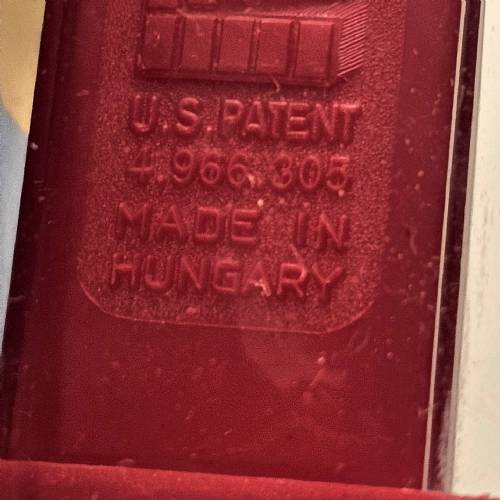 U.S. PATENT
4.966.305
MADE IN
HUNGARY